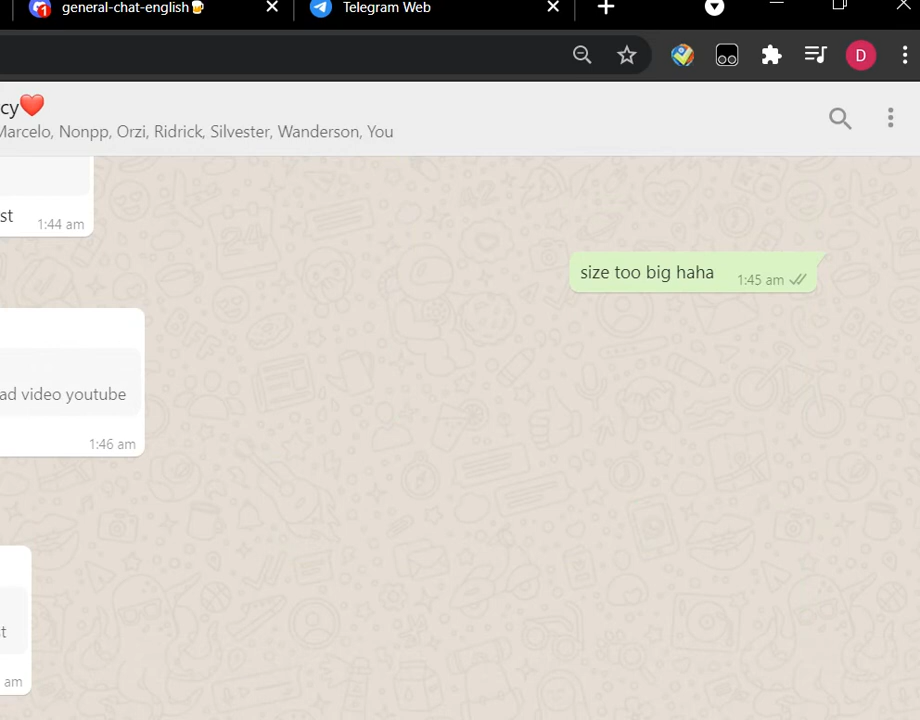 general-chat-english🍺
Telegram Web
D
cy❤️
Marcelo, Nonpp, Orzi, Ridrick, Silvester, Wanderson, You
st
1:44 am
size too big haha
1:45 am
ad video youtube
1:46 am
t
am